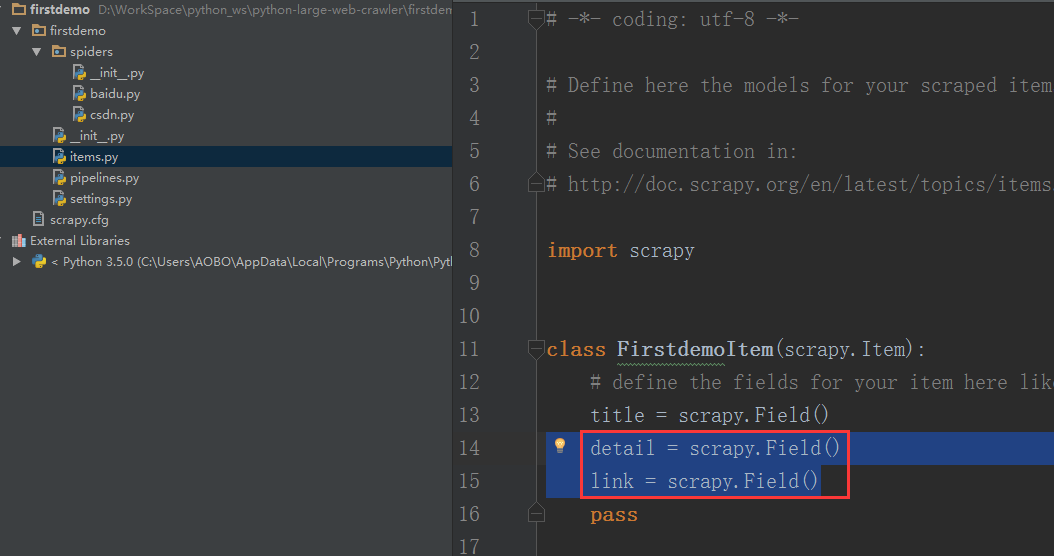 firstdemo D:\WorkSpace\python_ws\python-large-web-crawler\firstdem
firstdemo
spiders
__init__.py
baidu.py
csdn.py
__init__.py
items.py
pipelines.py
settings.py
scrapy.cfg
External Libraries
< Python 3.5.0 (C:\Users\AOBO\AppData\Local\Programs\Python\Pyt
1 # -*- coding: utf-8 -*-
2
3 # Define here the models for your scraped item
4 #
5 # See documentation in:
6 # http://doc.scrapy.org/en/latest/topics/items
7
8 import scrapy
9
10
11 class FirstdemoItem(scrapy.Item):
12 # define the fields for your item here lik
13 title = scrapy.Field()
14 detail = scrapy.Field()
15 link = scrapy.Field()
16 pass
17